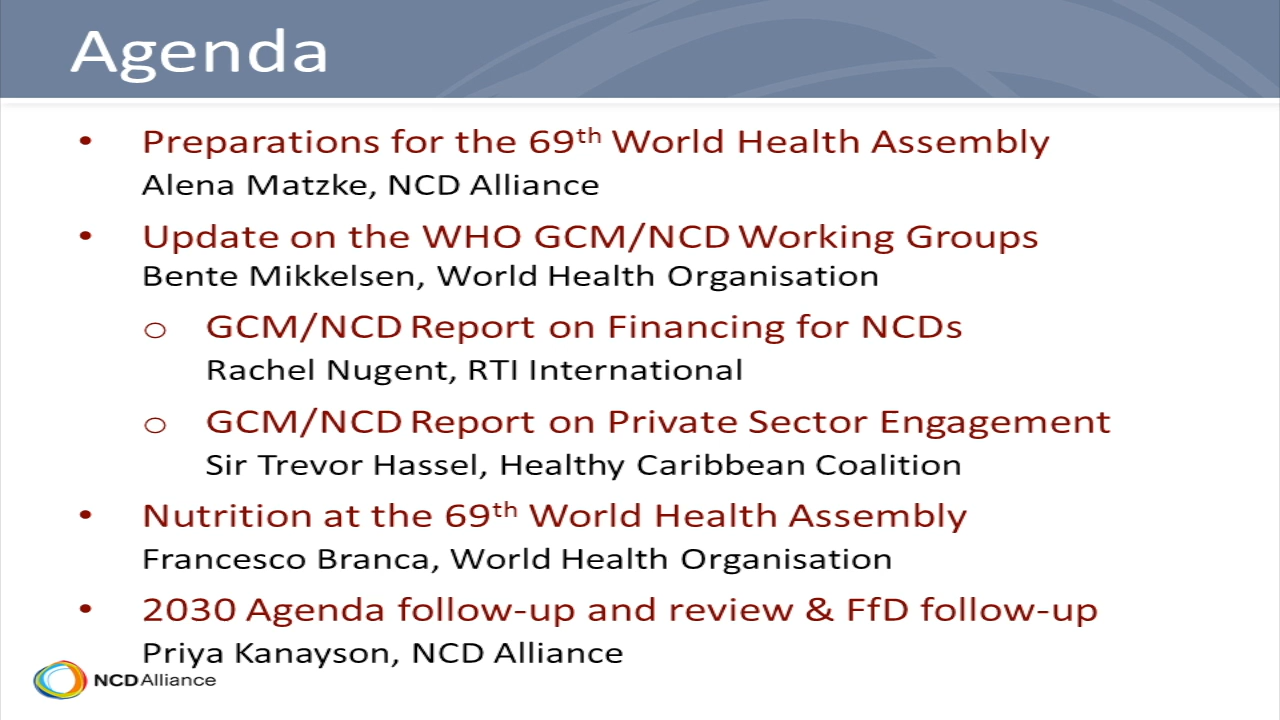 Agenda
• Preparations for the 69th World Health Assembly
Alena Matzke, NCD Alliance
• Update on the WHO GCM/NCD Working Groups
Bente Mikkelsen, World Health Organisation
o GCM/NCD Report on Financing for NCDs
Rachel Nugent, RTI International
o GCM/NCD Report on Private Sector Engagement
Sir Trevor Hassel, Healthy Caribbean Coalition
• Nutrition at the 69th World Health Assembly
Francesco Branca, World Health Organisation
• 2030 Agenda follow-up and review & FfD follow-up
Priya Kanayson, NCD Alliance
NCD Alliance